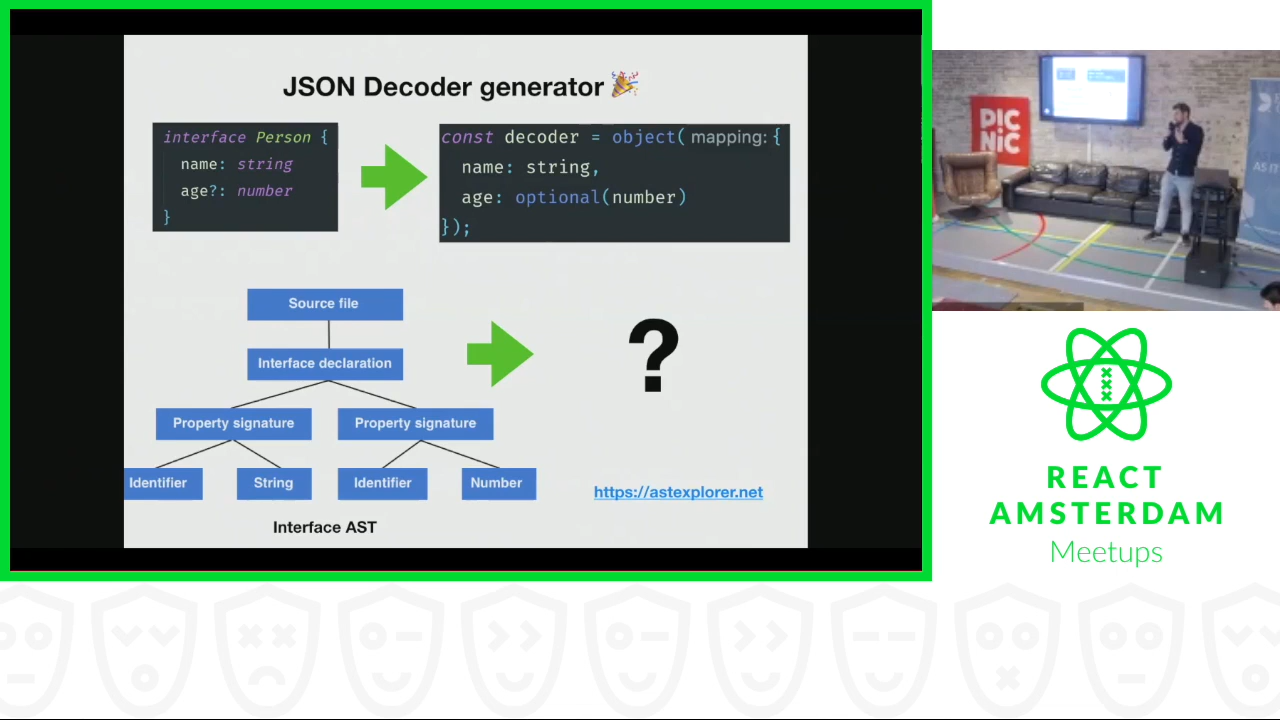 JSON Decoder generator 🎉
interface Person {
name: string
age?: number
}
const decoder = object( mapping: {
name: string,
age: optional(number)
});
Source file
Interface declaration
Property signature
Property signature
Identifier
String
Identifier
Number
?
https://astexplorer.net
Interface AST
PIC
NIC
REACT
AMSTERDAM
Meetups